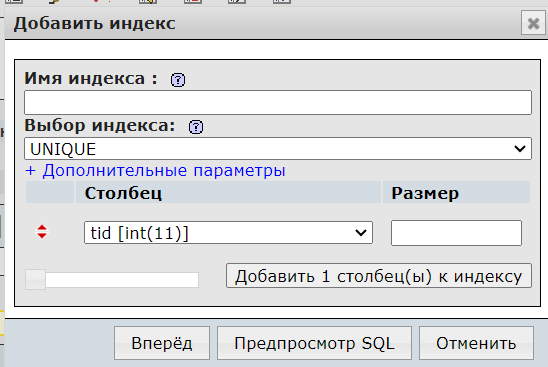 Добавить индекс
Имя индекса :
Выбор индекса:
UNIQUE
+ Дополнительные параметры
Столбец Размер
tid [int(11)]
Добавить 1 столбец(ы) к индексу
Вперёд Предпросмотр SQL Отменить